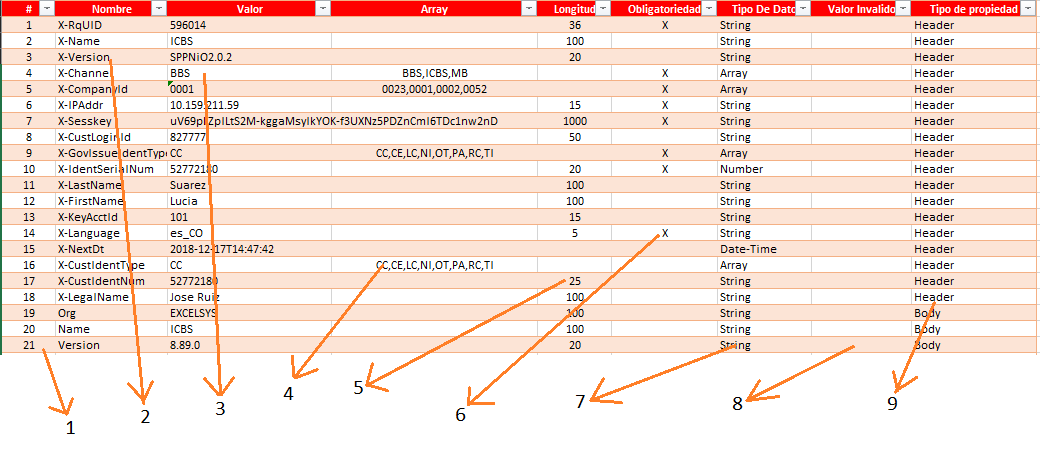 # Nombre Valor Array Longitud Obligatoriedad Tipo De Dato Valor Invalido Tipo de propiedad
1 X-RqUID 596014 36 X String Header
2 X-Name ICBS 100 String Header
3 X-Version SPPNiO2.0.2 20 String Header
4 X-Channel BBS BBS,ICBS,MB X Array Header
5 X-CompanyId 0001 0023,0001,0002,0052 X Array Header
6 X-IPAddr 10.159.211.59 15 X String Header
7 X-Sesskey 1000 X String Header
8 X-CustLoginId 827777 50 String Header
9 X-GovIssueIdentType CC CC,CE,LC,NI,OT,PA,RC,TI X Array Header
10 X-IdentSerialNum 52772180 20 X Number Header
11 X-LastName Suarez 100 String Header
12 X-FirstName Lucia 100 String Header
13 X-KeyAcctId 101 15 String Header
14 X-Language es_CO 5 X String Header
15 X-NextDt 2018-12-17T14:47:42 Date-Time Header
16 X-CustIdentType CC CC,CE,LC,NI,OT,PA,RC,TI Array Header
17 X-CustIdentNum 52772180 25 String Header
18 X-LegalName Jose Ruiz 100 String Header
19 Org EXCELSYS 100 String Body
20 Name ICBS 100 String Body
21 Version 8.89.0 20 String Body
1 2 3 4 5 6 7 8 9